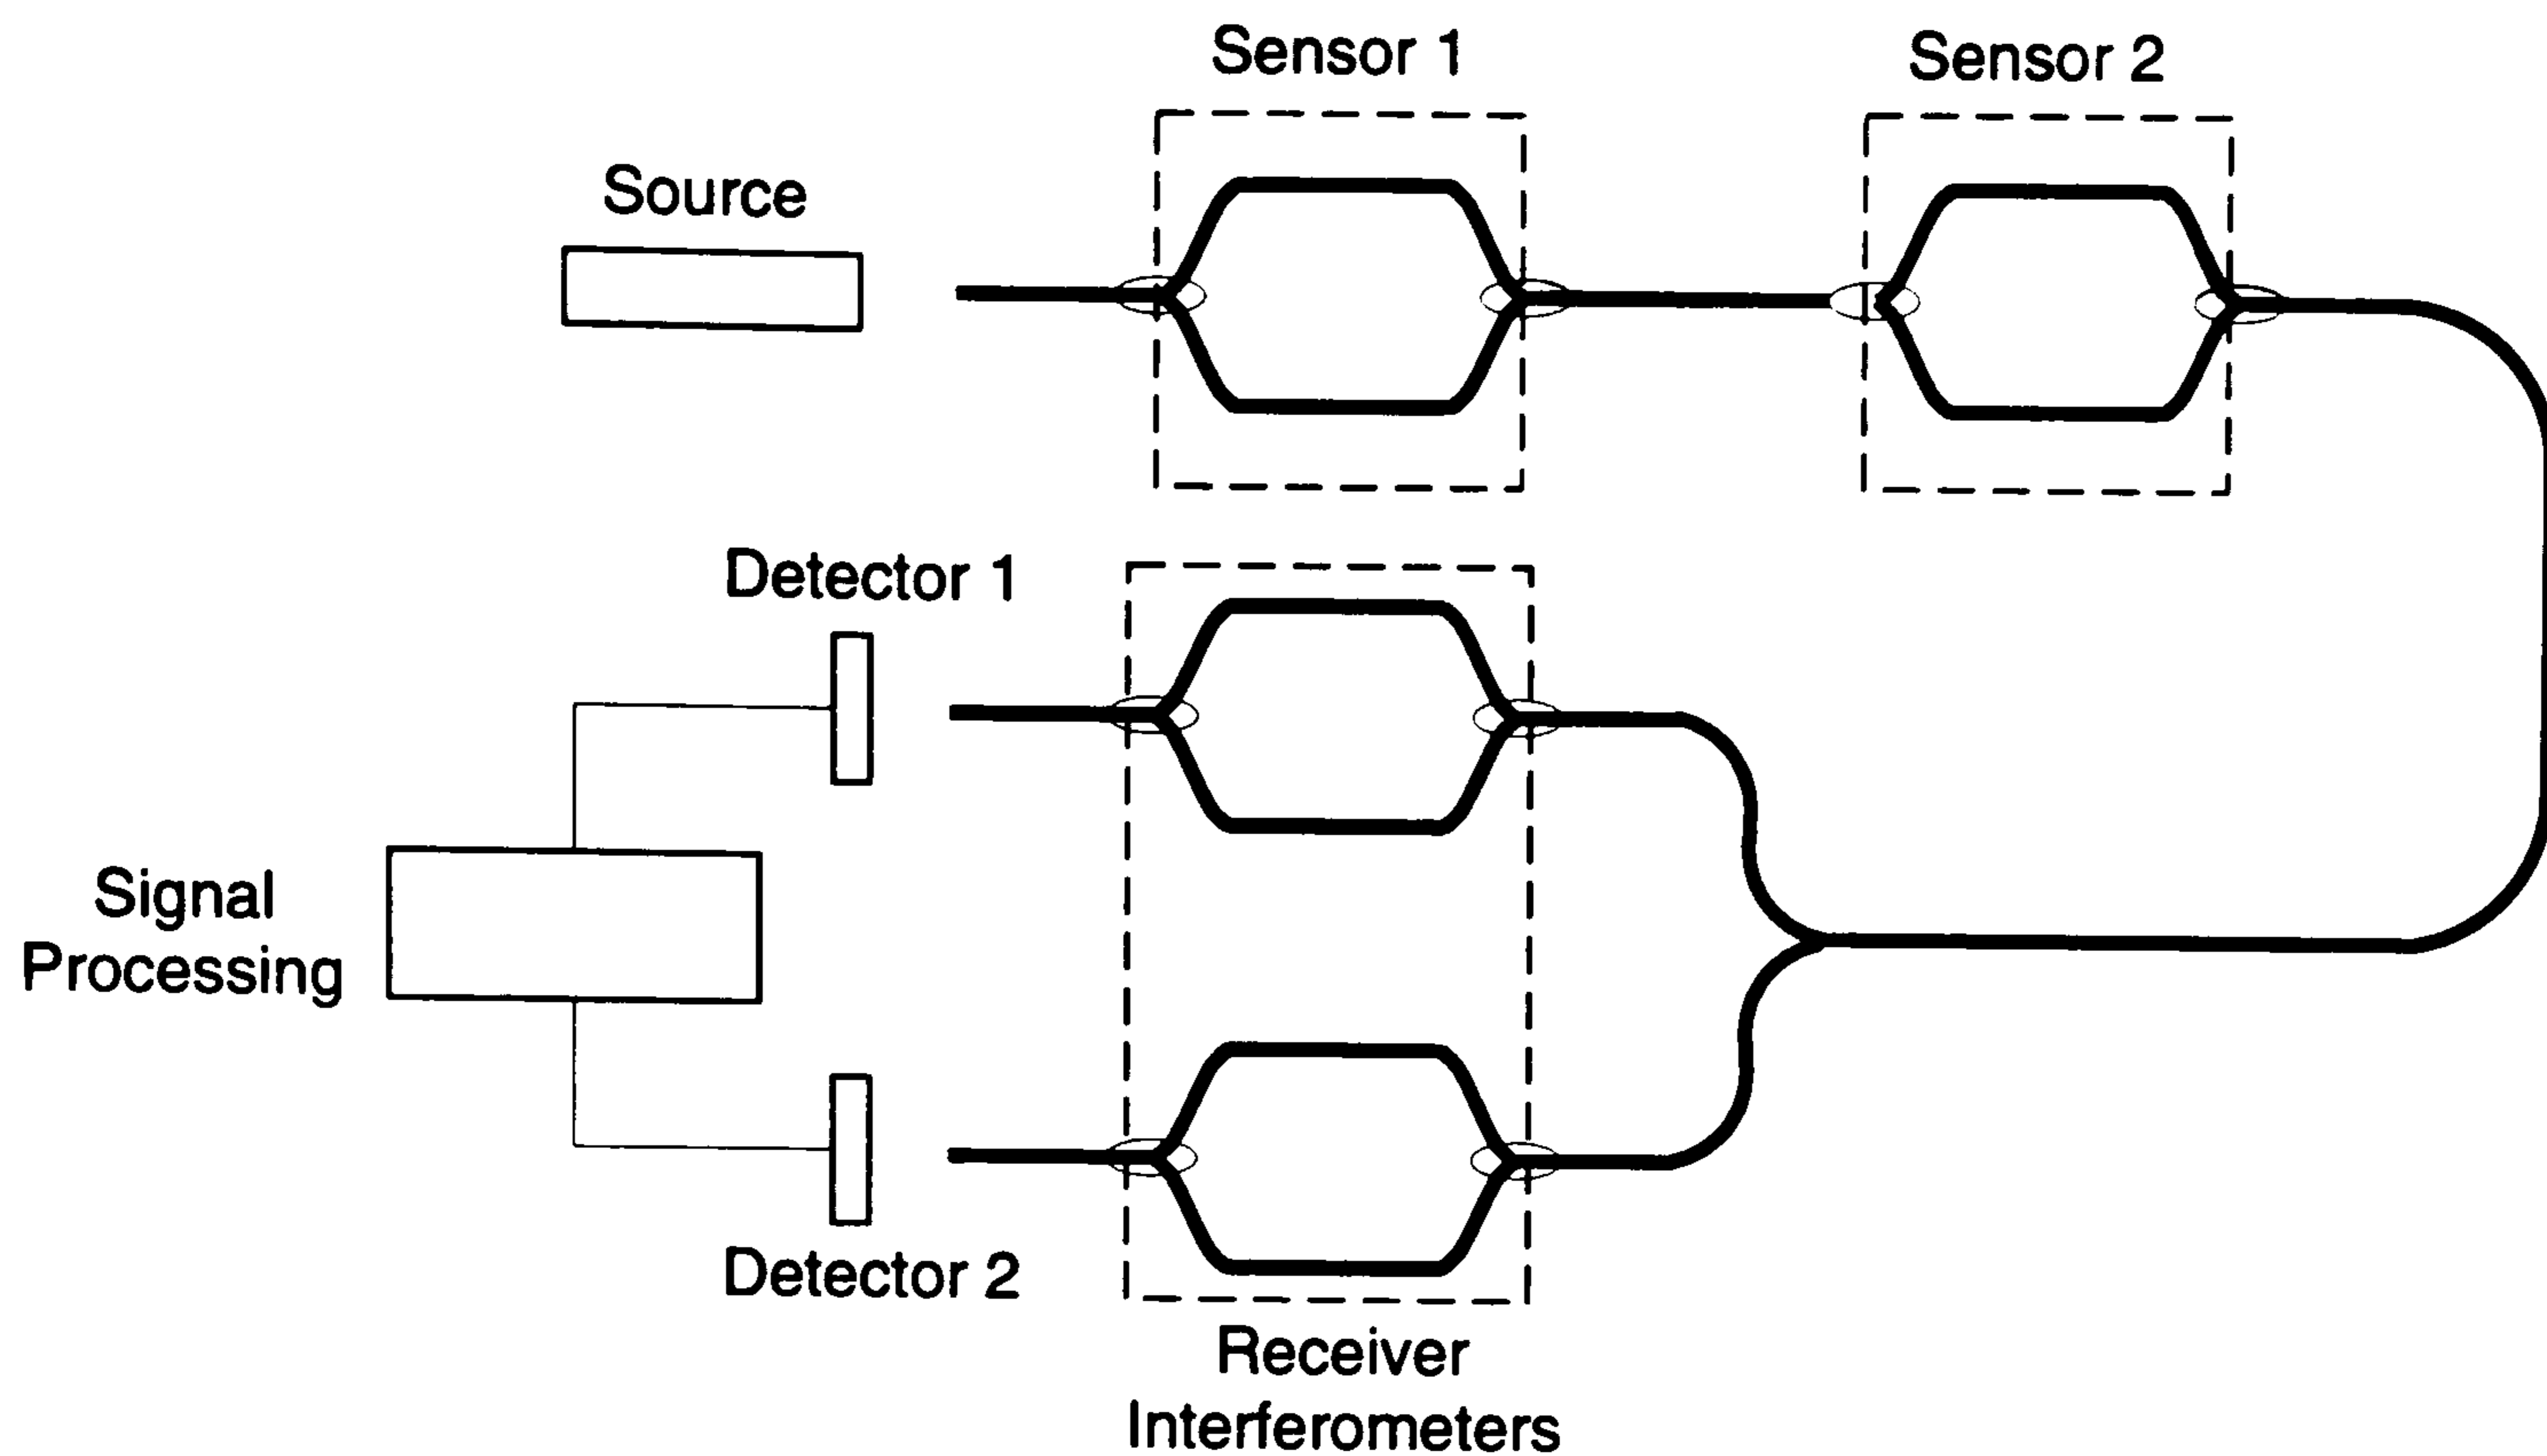 Sensor 1
Sensor 2
Source
Detector 1
Signal
Processing
Detector 2
Receiver
Interferometers